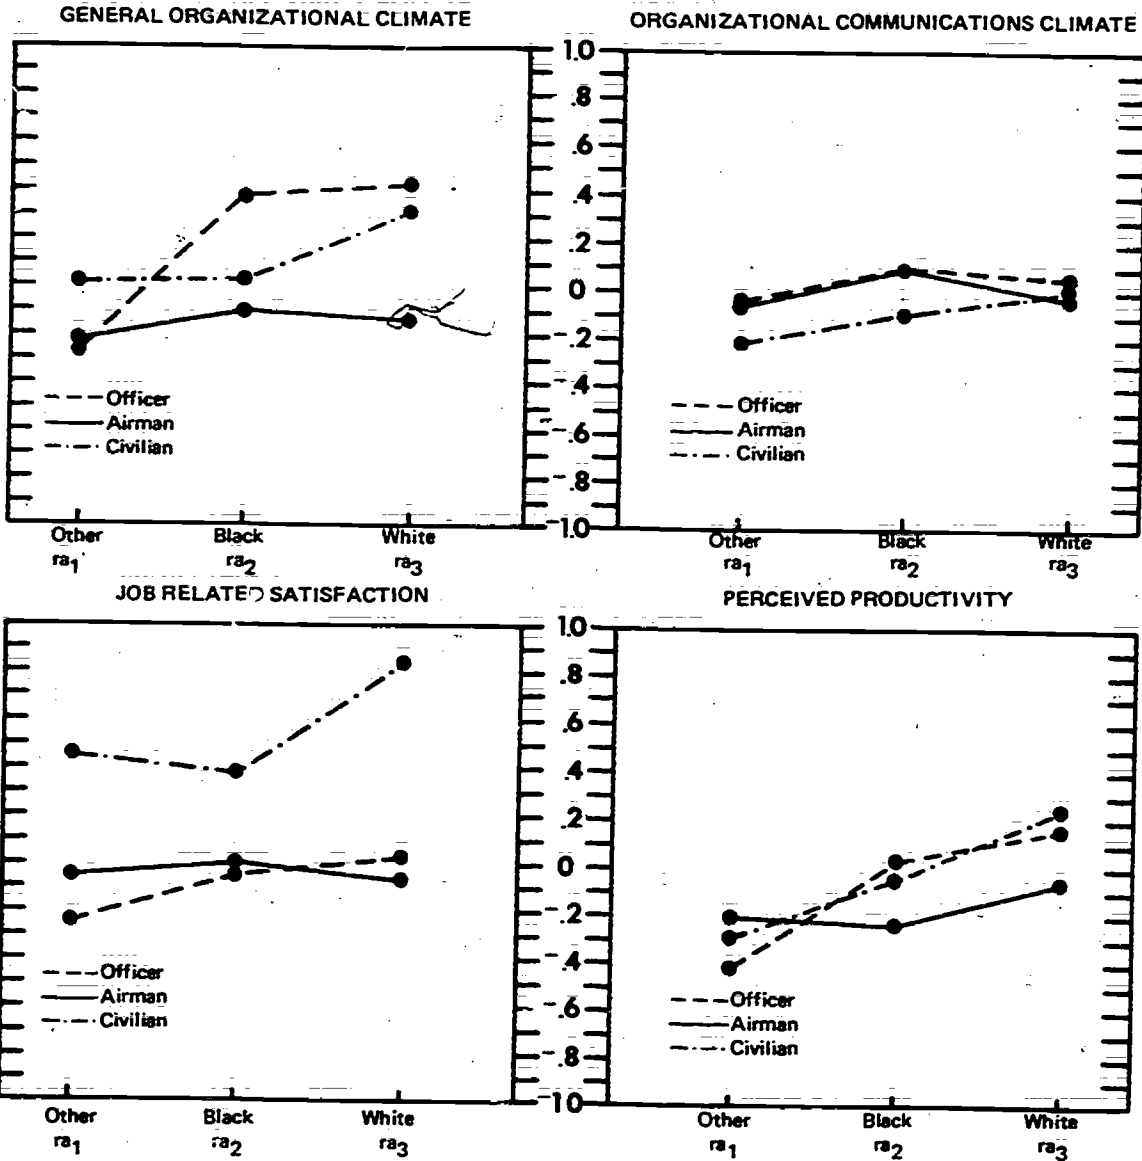 GENERAL ORGANIZATIONAL CLIMATE
Officer
Airman
Civilian
Other Black White
ra1 ra2 ra3
ORGANIZATIONAL COMMUNICATIONS CLIMATE
1.0
.8
.6
.4
.2
0
-.2
-.4
-.6
-.8
-1.0
Officer
Airman
Civilian
Other Black White
ra1 ra2 ra3
JOB RELATED SATISFACTION
Officer
Airman
Civilian
Other Black White
ra1 ra2 ra3
PERCEIVED PRODUCTIVITY
1.0
.8
.6
.4
.2
0
-.2
-.4
-.6
-.8
-1.0
Officer
Airman
Civilian
Other Black White
ra1 ra2 ra3